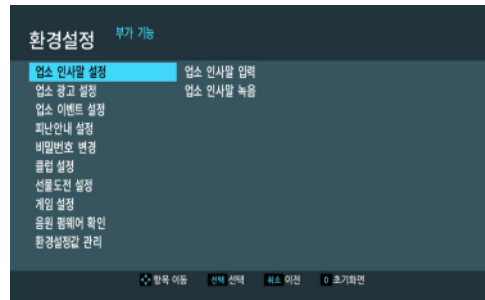 환경설정 부가 기능
업소 인사말 설정 업소 인사말 입력
업소 광고 설정 업소 인사말 녹음
업소 이벤트 설정
피난안내 설정
비밀번호 변경
클럽 설정
선물도전 설정
게임 설정
음원 펌웨어 확인
환경설정값 관리
항목 이동 선택 선택 취소 이전 0 초기화면